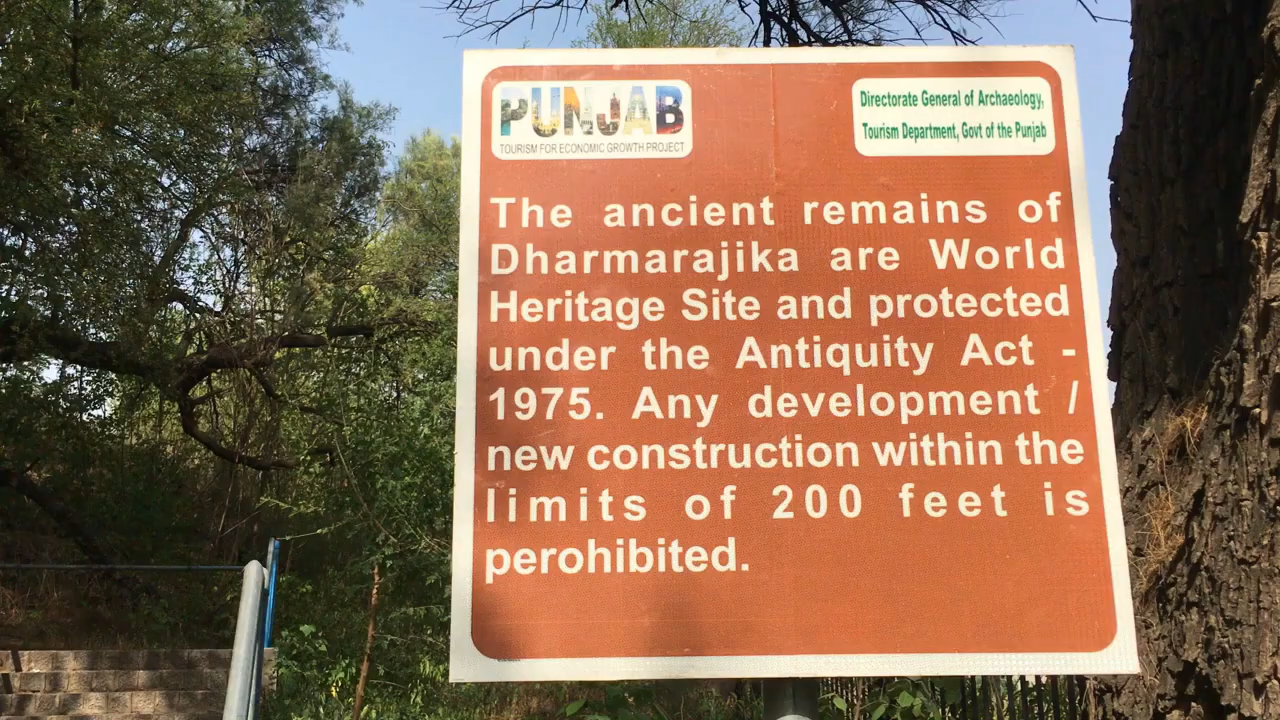 PUNJAB
TOURISM FOR ECONOMIC GROWTH PROJECT
Directorate General of Archaeology,
Tourism Department, Govt of the Punjab
The ancient remains of
Dharmarajika are World
Heritage Site and protected
under the Antiquity Act -
1975. Any development /
new construction within the
limits of 200 feet is
perohibited.